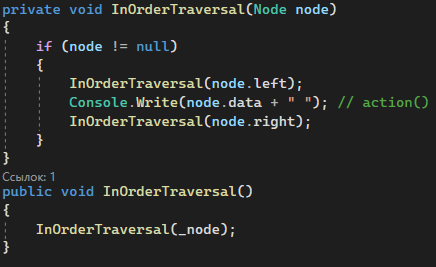 private void InOrderTraversal(Node node)
{
    if (node != null)
    {
        InOrderTraversal(node.left);
        Console.Write(node.data + " "); // action()
        InOrderTraversal(node.right);
    }
}
Ссылок: 1
public void InOrderTraversal()
{
    InOrderTraversal(_node);
}